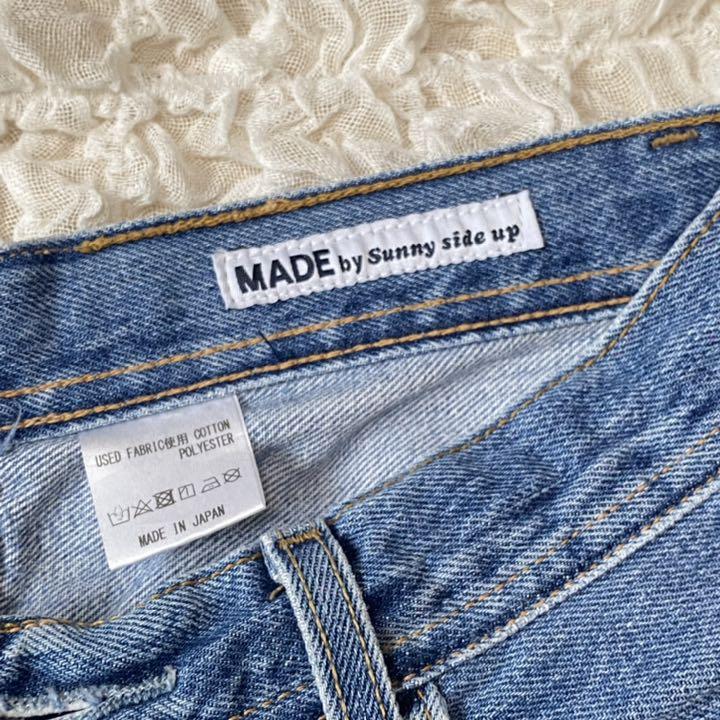 MADE by Sunny side up
USED FABRIC使用 COTTON
POLYESTER
MADE IN JAPAN